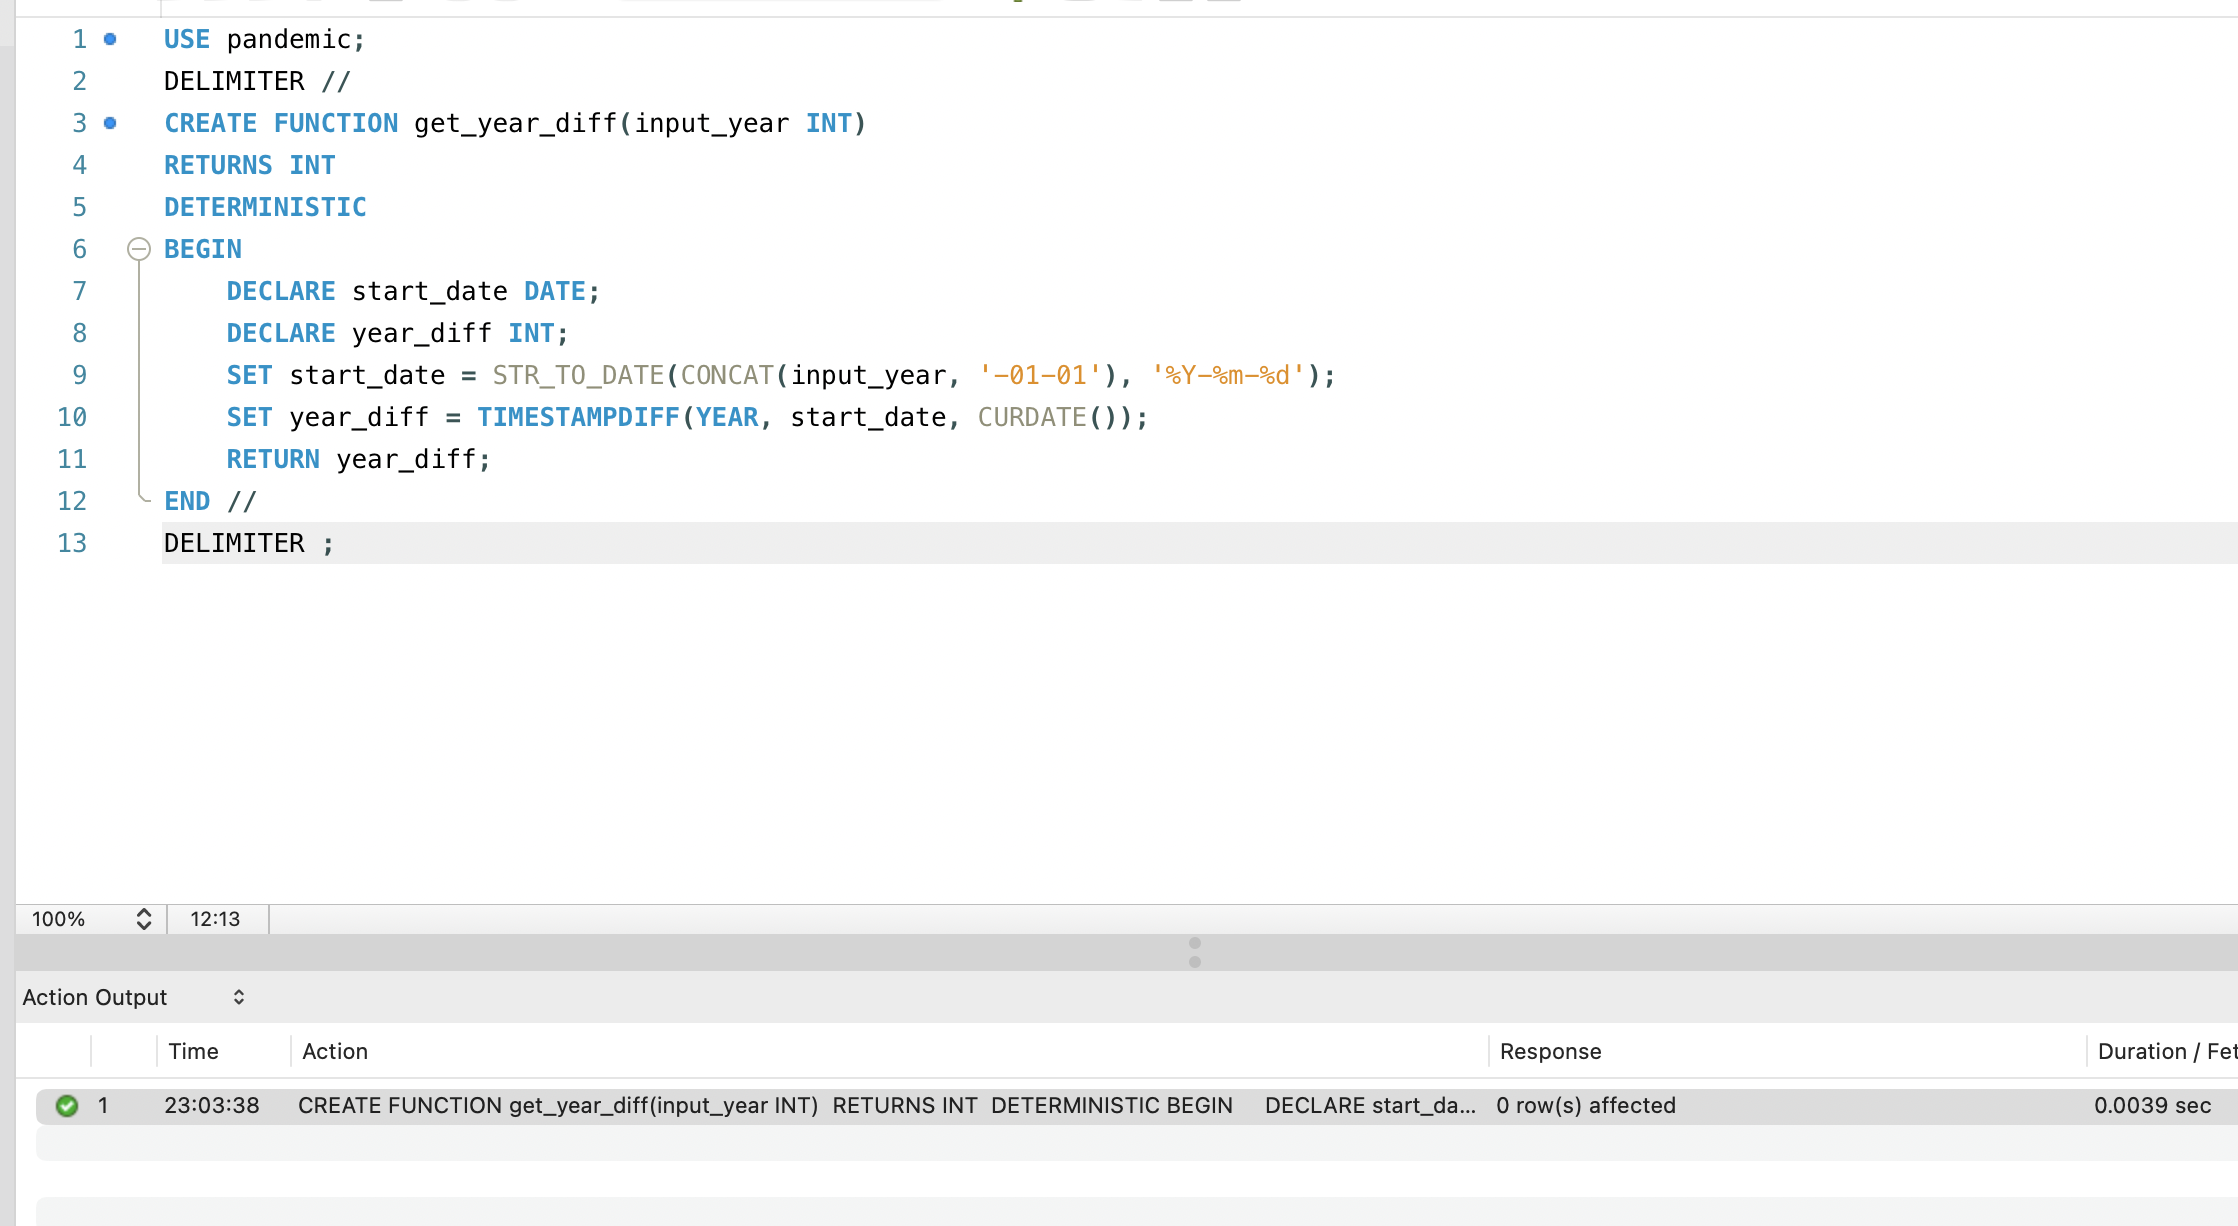 1 USE pandemic;
2 DELIMITER //
3 CREATE FUNCTION get_year_diff(input_year INT)
4 RETURNS INT
5 DETERMINISTIC
6 BEGIN
7 DECLARE start_date DATE;
8 DECLARE year_diff INT;
9 SET start_date = STR_TO_DATE(CONCAT(input_year, '-01-01'), '%Y-%m-%d');
10 SET year_diff = TIMESTAMPDIFF(YEAR, start_date, CURDATE());
11 RETURN year_diff;
12 END //
13 DELIMITER ;
100% 12:13
Action Output
Time Action Response Duration / Fet
1 23:03:38 CREATE FUNCTION get_year_diff(input_year INT) RETURNS INT DETERMINISTIC BEGIN DECLARE start_da... 0 row(s) affected 0.0039 sec